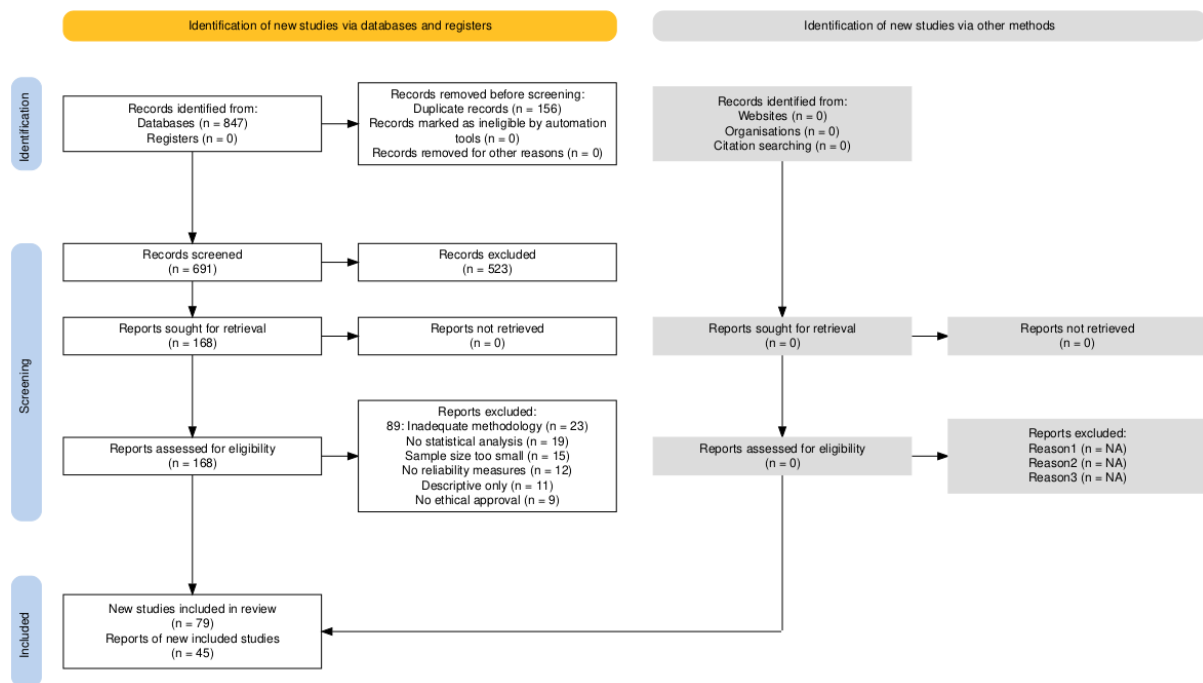 Identification of new studies via databases and registers
Identification of new studies via other methods
Identification
Records identified from:
Databases (n = 847)
Registers (n = 0)
Records removed before screening:
Duplicate records (n = 156)
Records marked as ineligible by automation
tools (n = 0)
Records removed for other reasons (n = 0)
Records identified from:
Websites (n = 0)
Organisations (n = 0)
Citation searching (n = 0)
Screening
Records screened
(n = 691)
Records excluded
(n = 523)
Reports sought for retrieval
(n = 168)
Reports not retrieved
(n = 0)
Reports sought for retrieval
(n = 0)
Reports not retrieved
(n = 0)
Reports assessed for eligibility
(n = 168)
Reports excluded:
89: Inadequate methodology (n = 23)
No statistical analysis (n = 19)
Sample size too small (n = 15)
No reliability measures (n = 12)
Descriptive only (n = 11)
No ethical approval (n = 9)
Reports assessed for eligibility
(n = 0)
Reports excluded:
Reason1 (n = NA)
Reason2 (n = NA)
Reason3 (n = NA)
Included
New studies included in review
(n = 79)
Reports of new included studies
(n = 45)